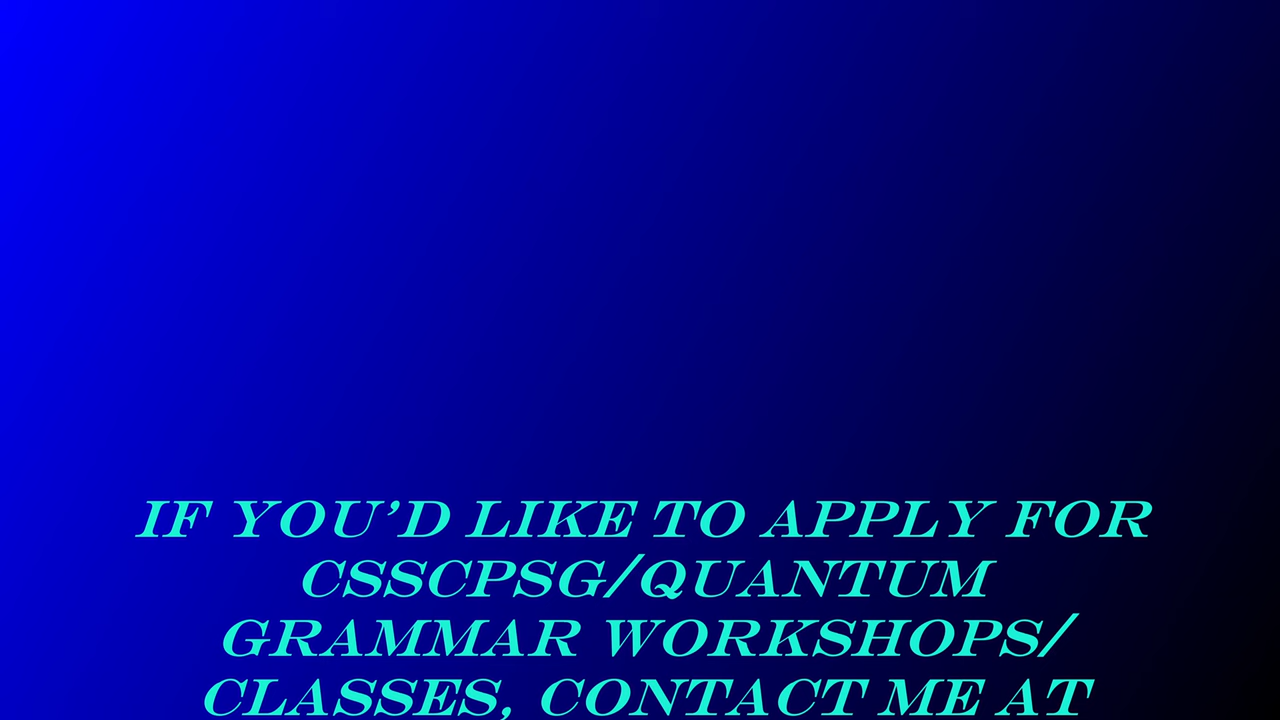 IF YOU’D LIKE TO APPLY FOR
CSSCPSG/QUANTUM
GRAMMAR WORKSHOPS/
CLASSES, CONTACT ME AT